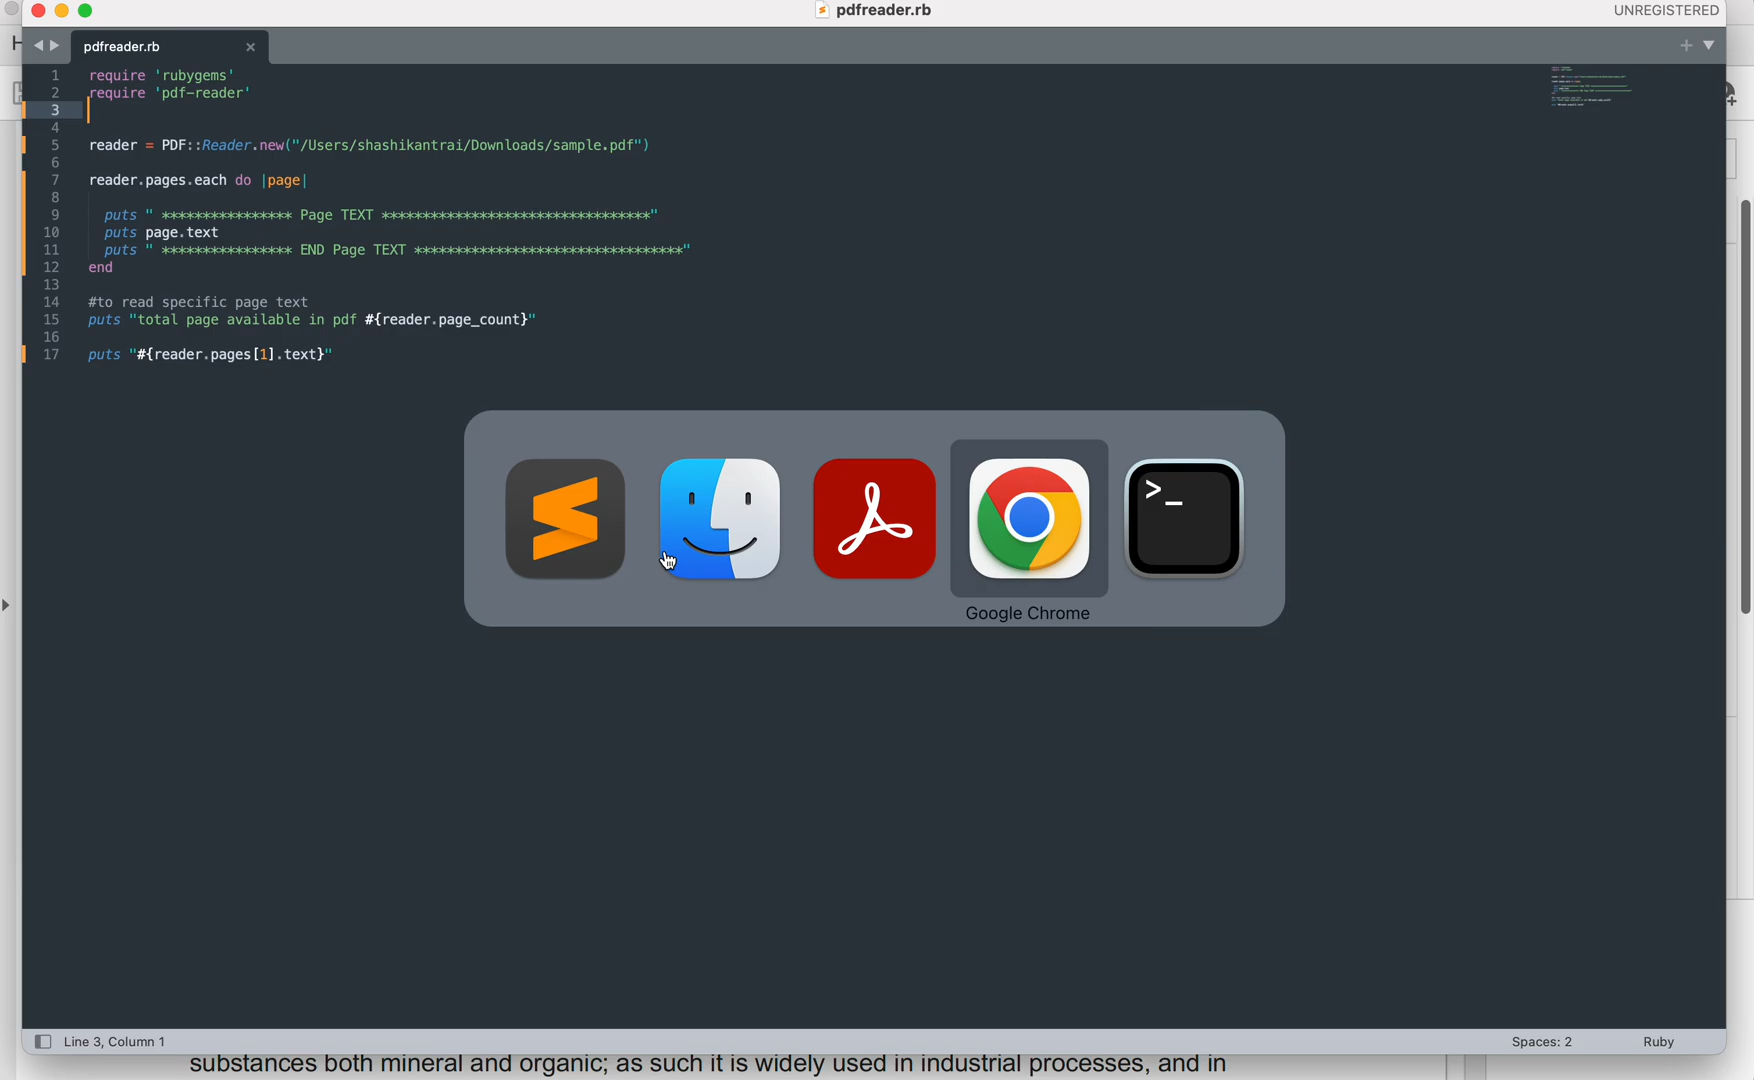 pdfreader.rb
UNREGISTERED
pdfreader.rb
1 require 'rubygems'
2 require 'pdf-reader'
3
4
5 reader = PDF::Reader.new("/Users/shashikantrai/Downloads/sample.pdf")
6
7 reader.pages.each do |page|
8
9 puts " **************** Page TEXT *********************************"
10 puts page.text
11 puts " **************** END Page TEXT *********************************"
12 end
13
14 #to read specific page text
15 puts "total page available in pdf #{reader.page_count}"
16
17 puts "#{reader.pages[1].text}"
>_
Google Chrome
Line 3, Column 1
Spaces: 2
Ruby
substances both mineral and organic; as such it is widely used in industrial processes, and in